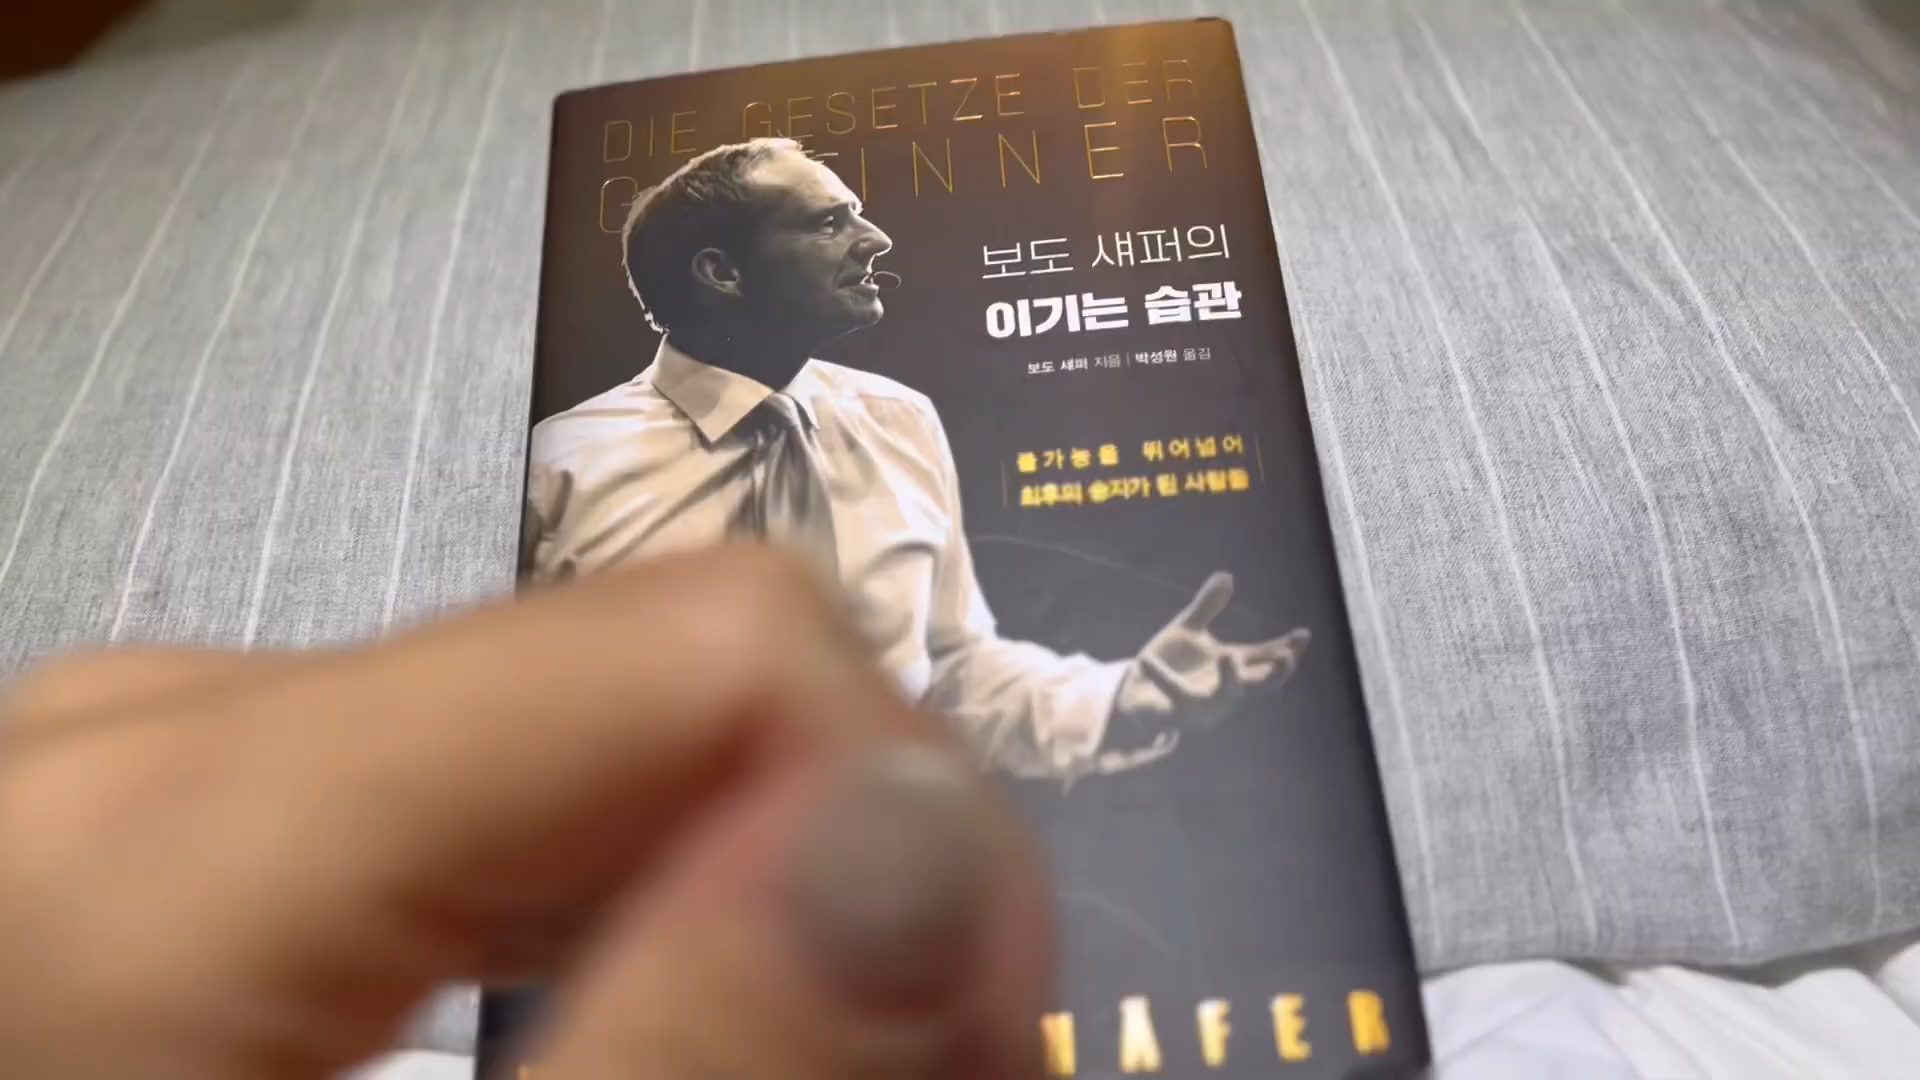 DIE GESETZE DER
G INNER
보도 섀퍼의
이기는 습관
보도 섀퍼 지음 | 박성원 옮김
불가능을 뛰어넘어
최후의 승자가 된 사람들
HÄFER